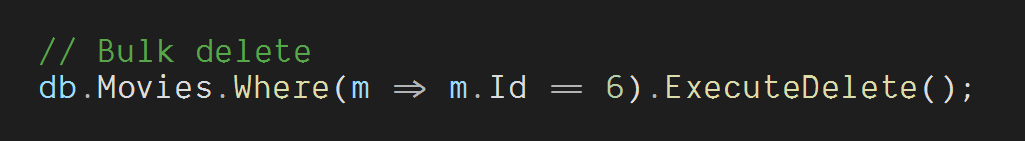 // Bulk delete
db.Movies.Where(m => m.Id == 6).ExecuteDelete();